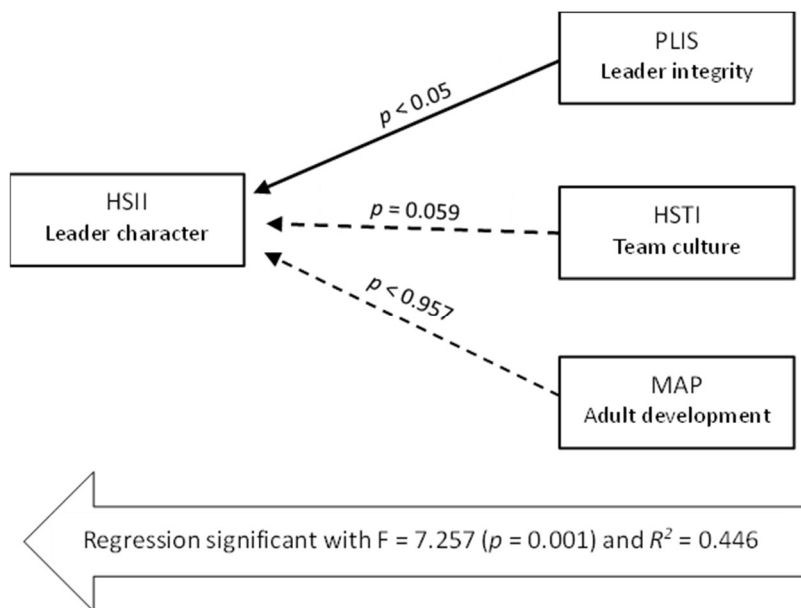 PLIS
Leader integrity
p < 0.05
HSII
Leader character
p = 0.059
HSTI
Team culture
p < 0.957
MAP
Adult development
Regression significant with F = 7.257 (p = 0.001) and R² = 0.446